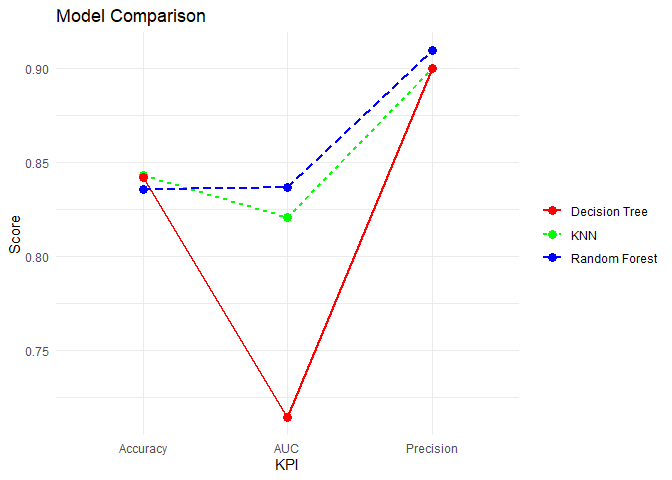 Model Comparison
0.90
0.85
0.80
0.75
Score
Accuracy
AUC
Precision
KPI
Decision Tree
KNN
Random Forest